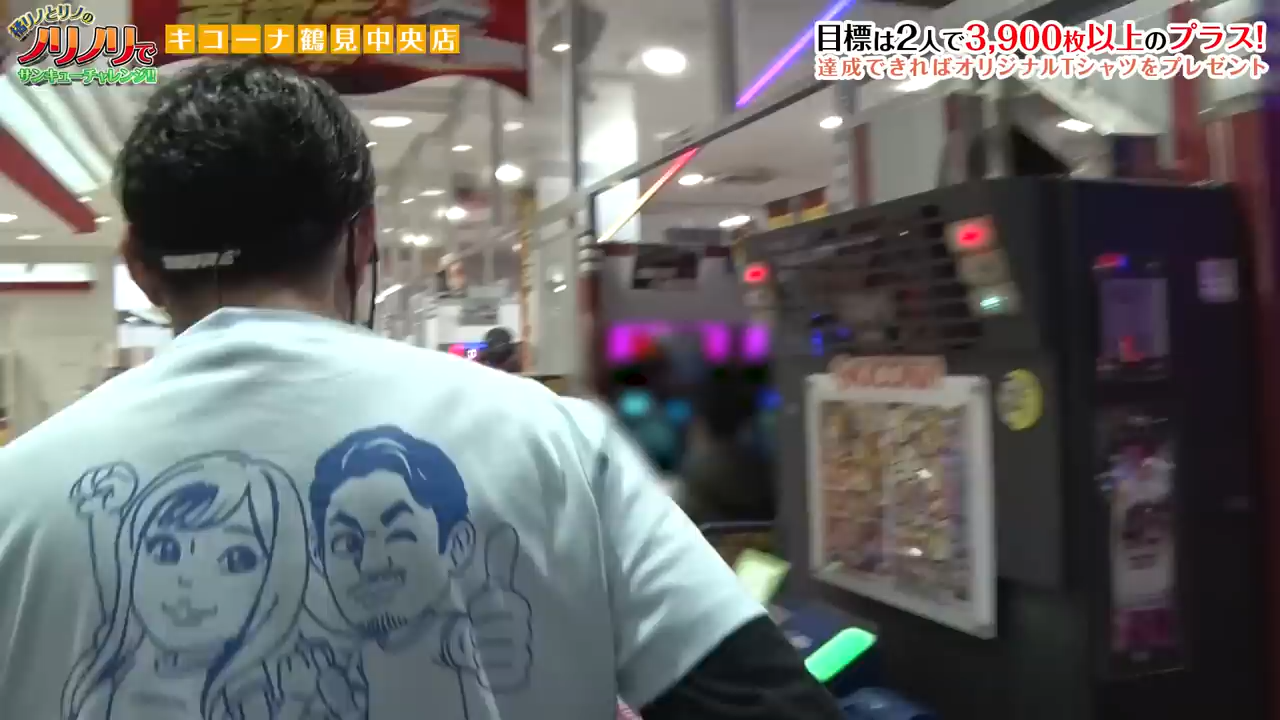 橘リノとリノの
ノリノリで
サンキューチャレンジ!!
キコーナ鶴見中央店
目標は2人で3,900枚以上のプラス!
達成できればオリジナルTシャツをプレゼント